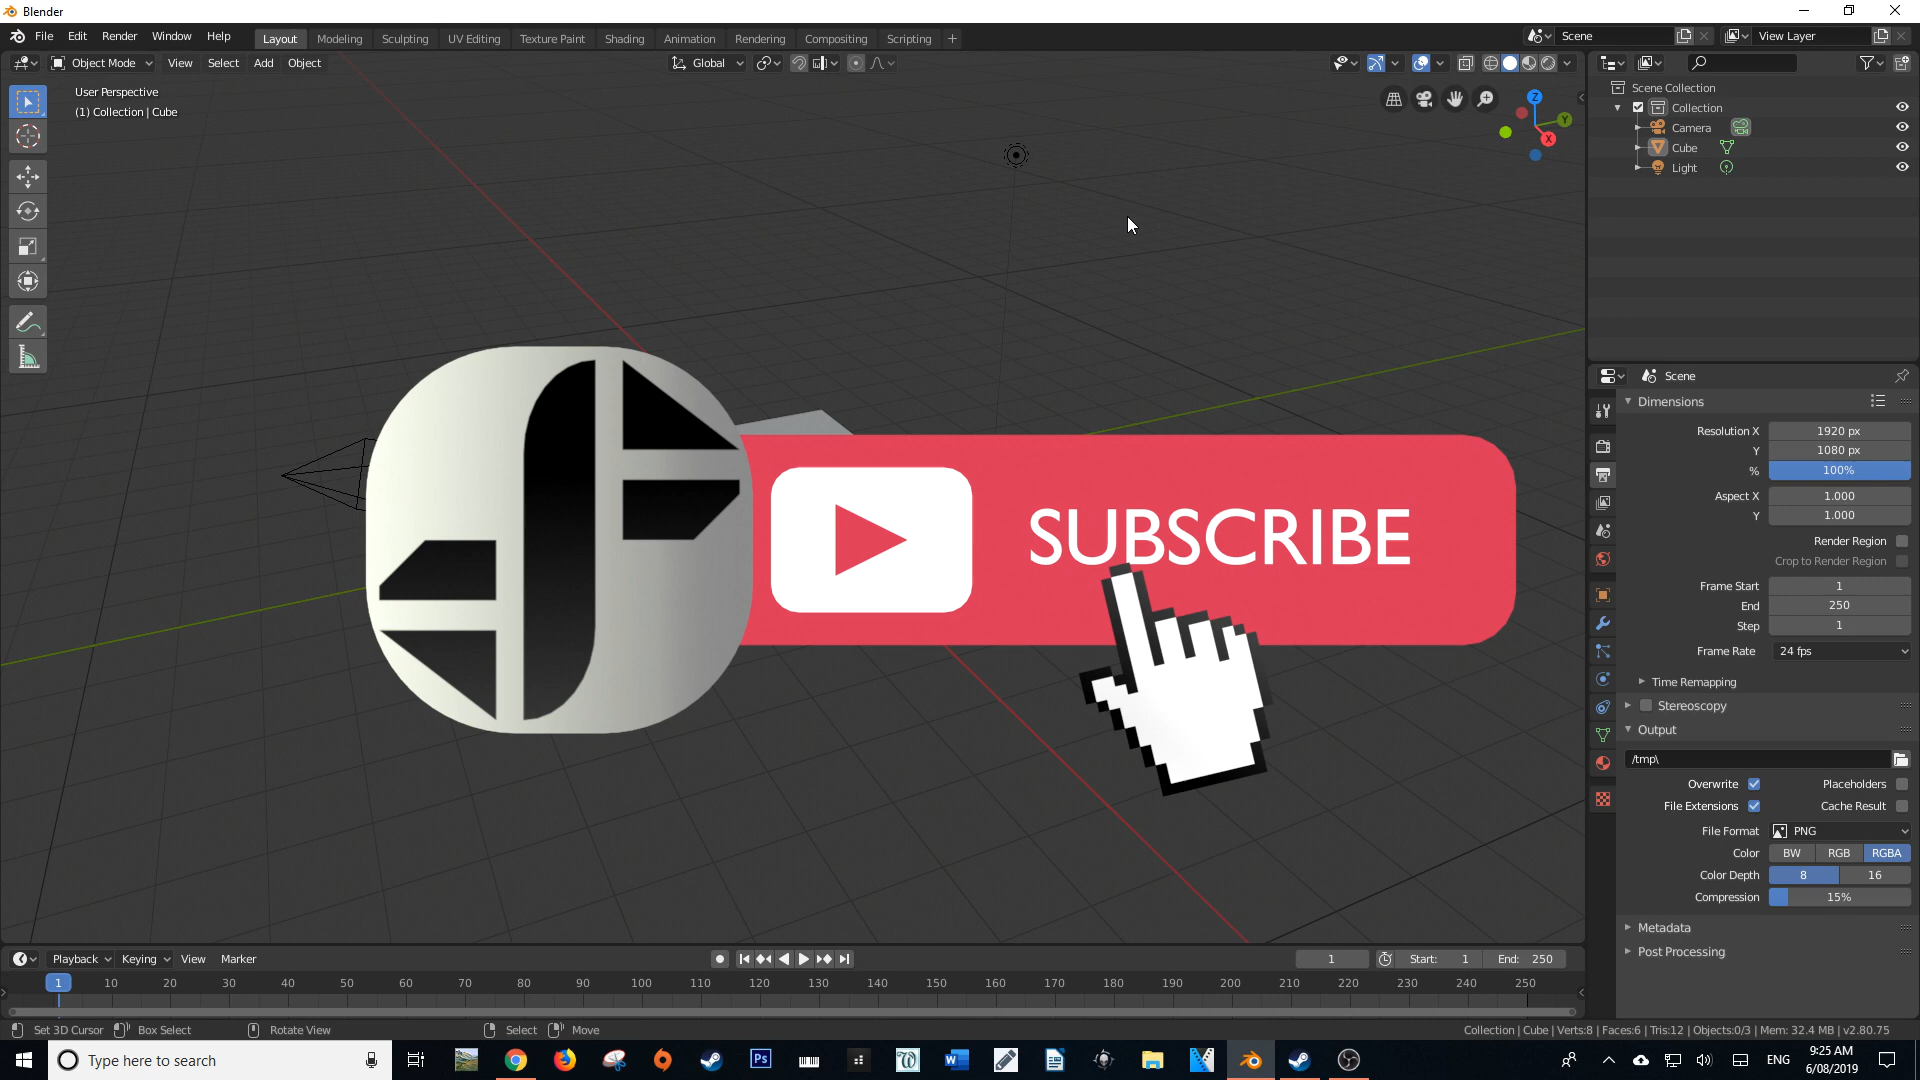 Blender
File Edit Render Window Help
Layout Modeling Sculpting UV Editing Texture Paint Shading Animation Rendering Compositing Scripting +
Scene
View Layer
Object Mode View Select Add Object
Global
User Perspective
(1) Collection | Cube
Z
Y
X
Scene Collection
Collection
Camera
Cube
Light
SUBSCRIBE
Scene
Dimensions
Resolution X 1920 px
Y 1080 px
% 100%
Aspect X 1.000
Y 1.000
Render Region
Crop to Render Region
Frame Start 1
End 250
Step 1
Frame Rate 24 fps
Time Remapping
Stereoscopy
Output
/tmp\
Overwrite Placeholders
File Extensions Cache Result
File Format PNG
Color BW RGB RGBA
Color Depth 8 16
Compression 15%
Metadata
Post Processing
Playback Keying View Marker
1 Start: 1 End: 250
1 10 20 30 40 50 60 70 80 90 100 110 120 130 140 150 160 170 180 190 200 210 220 230 240 250
Set 3D Cursor Box Select Rotate View Select Move
Collection | Cube | Verts:8 | Faces:6 | Tris:12 | Objects:0/3 | Mem: 32.4 MB | v2.80.75
Type here to search
Ps
W
ENG
9:25 AM
6/08/2019